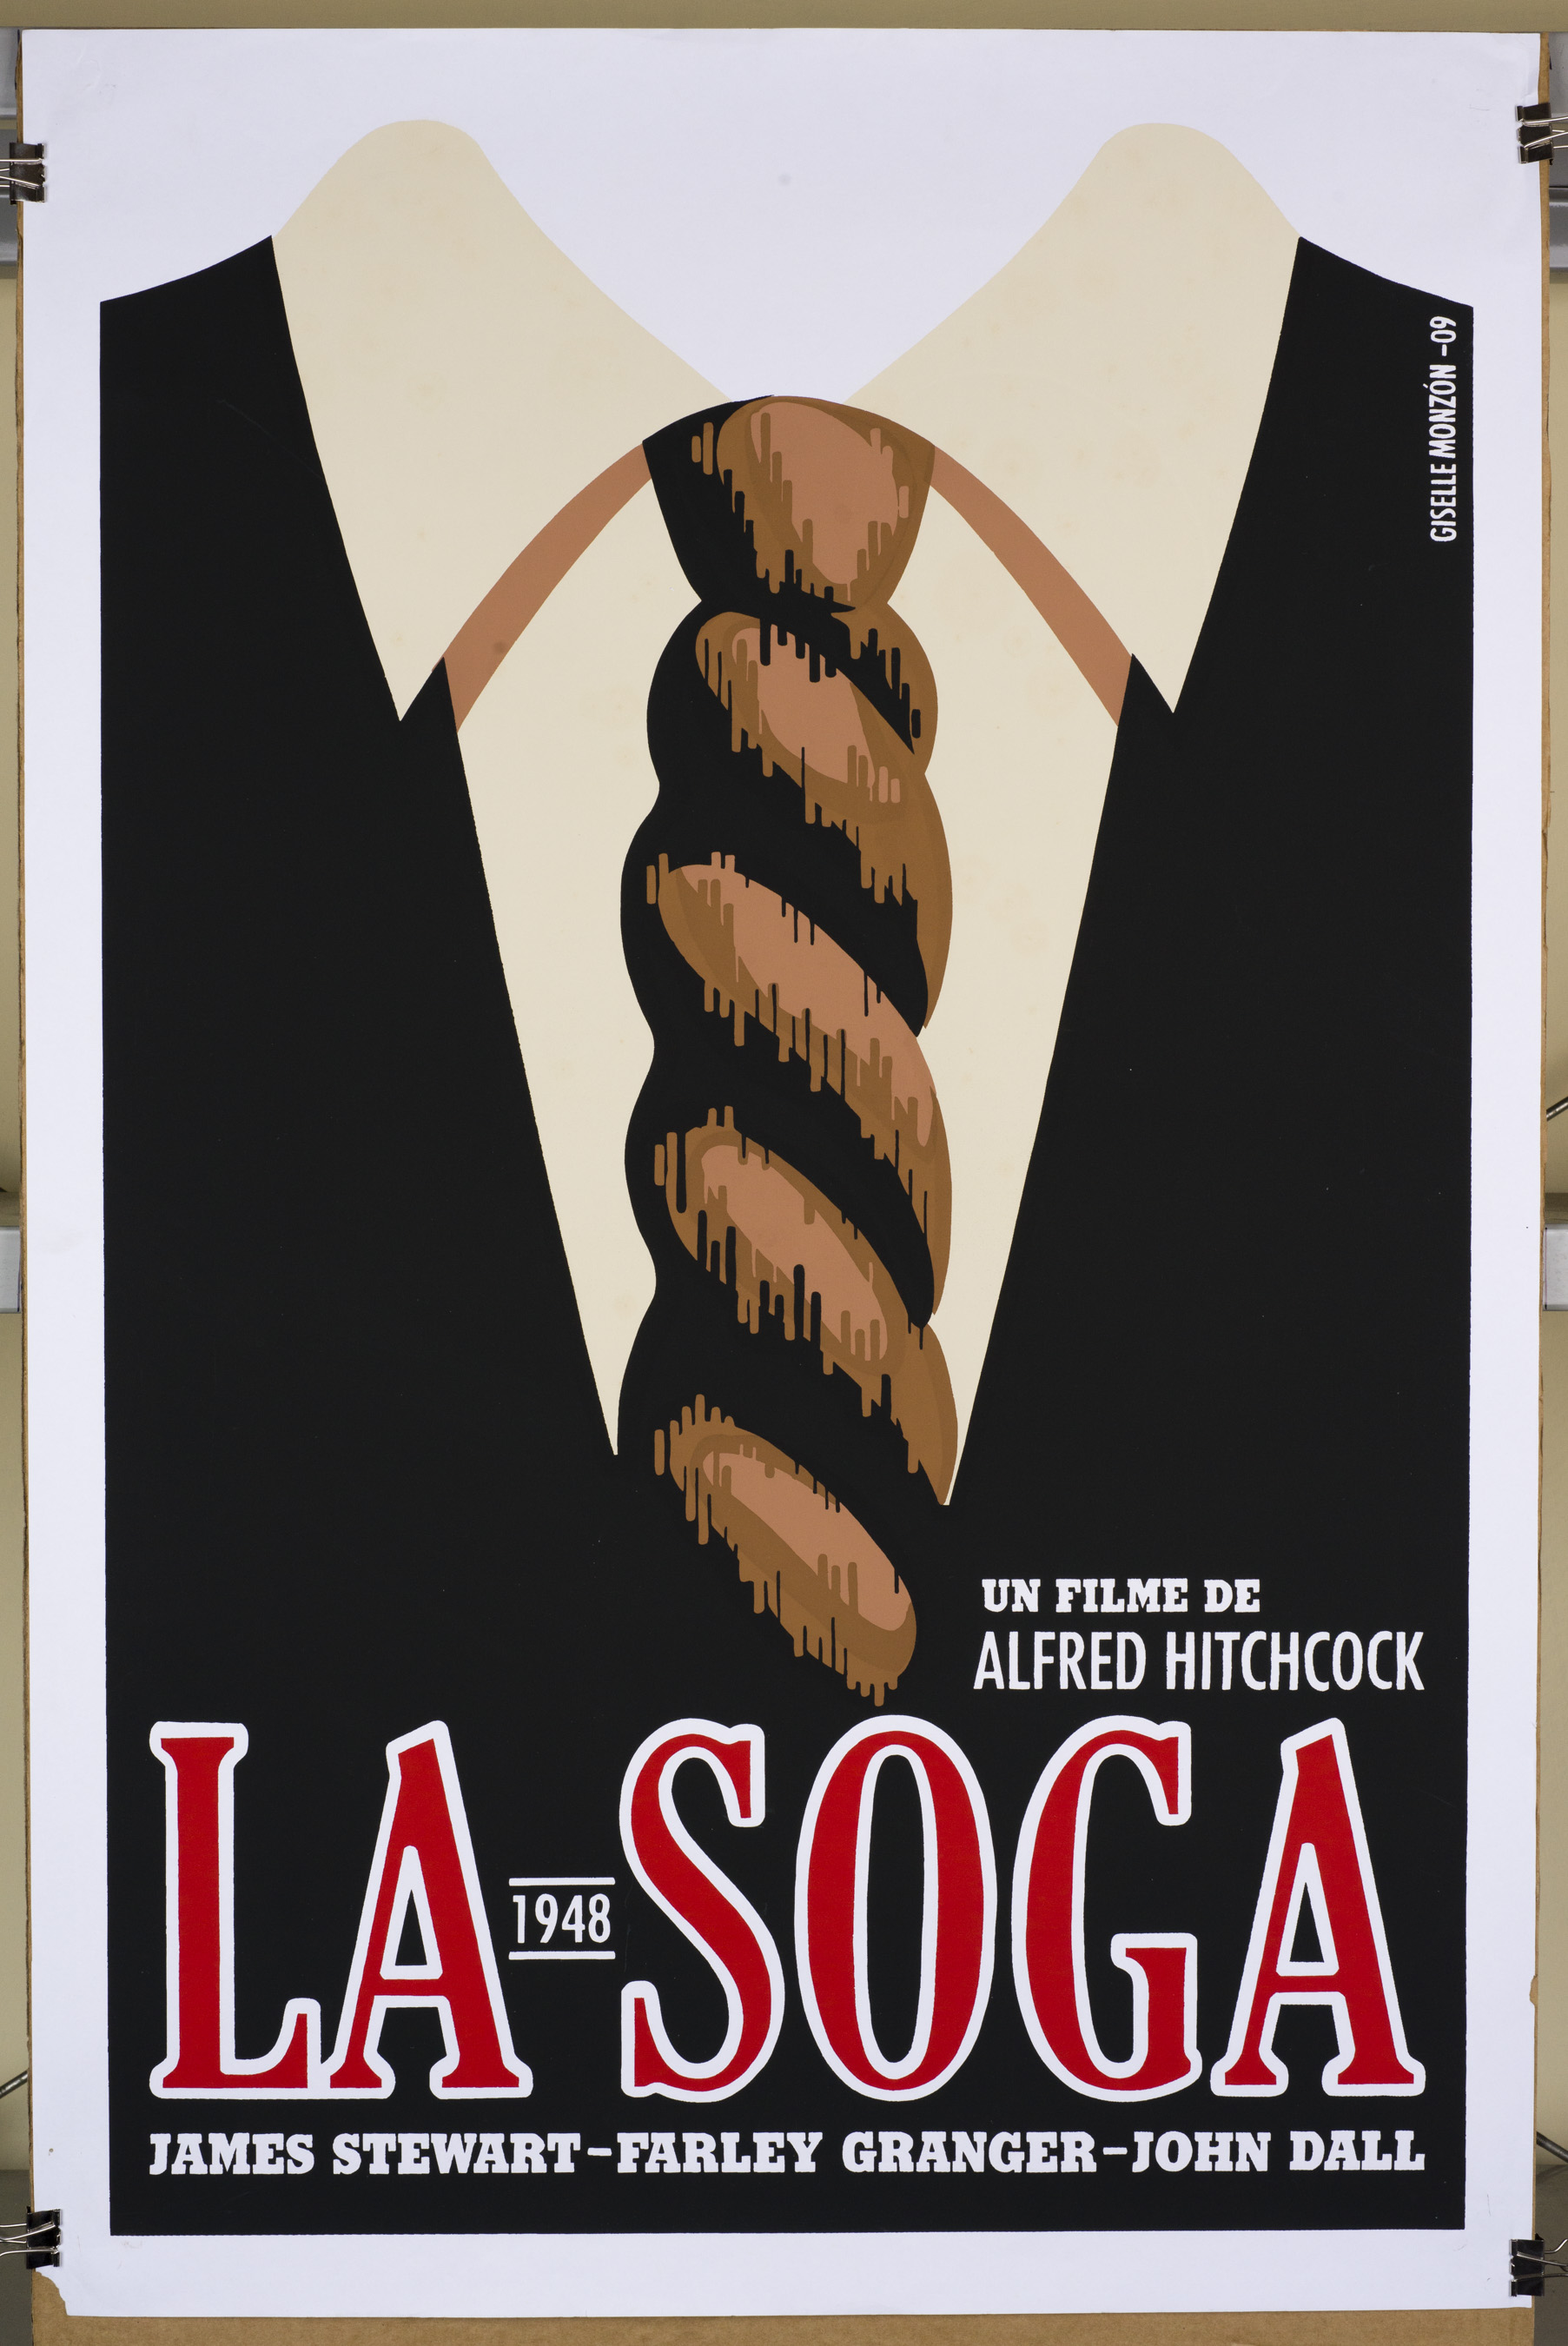 GISELLE MONZÓN -09
UN FILME DE
ALFRED HITCHCOCK
LA SOGA
1948
JAMES STEWART-FARLEY GRANGER-JOHN DALL